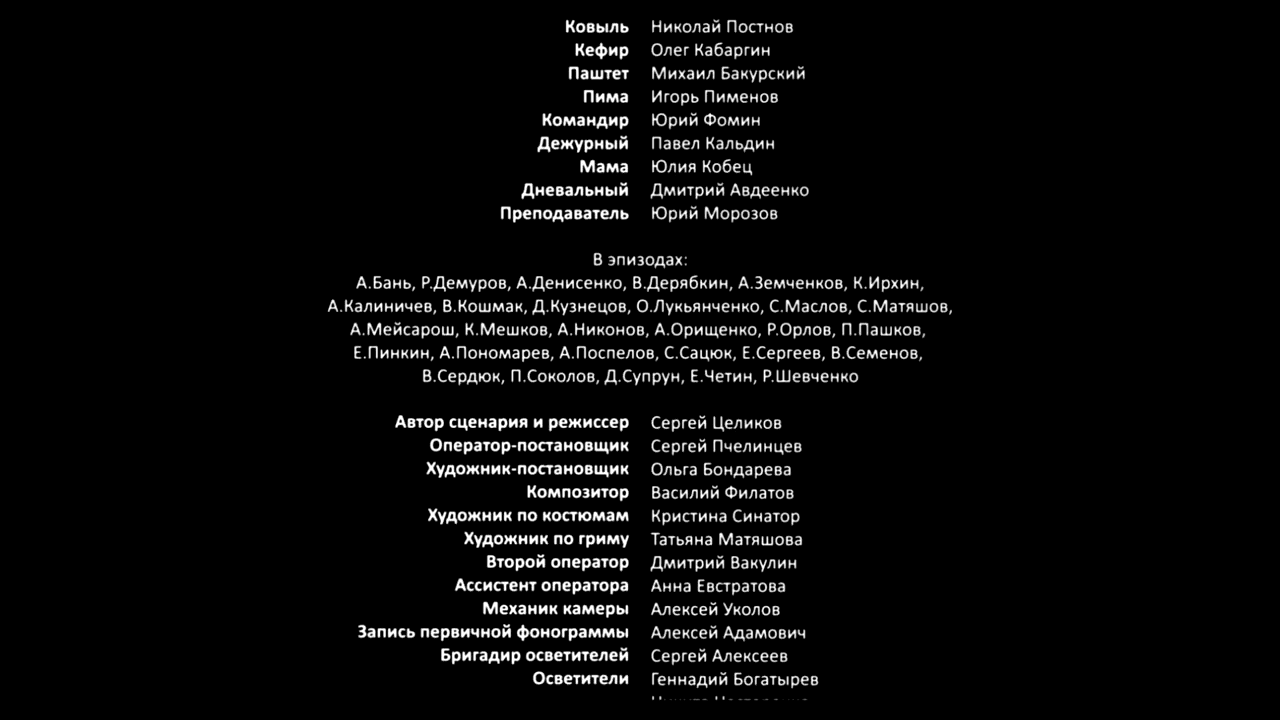 Ковыль Николай Постнов
Кефир Олег Кабаргин
Паштет Михаил Бакурский
Пима Игорь Пименов
Командир Юрий Фомин
Дежурный Павел Кальдин
Мама Юлия Кобец
Дневальный Дмитрий Авдеенко
Преподаватель Юрий Морозов
В эпизодах:
А.Бань, Р.Демуров, А.Денисенко, В.Дерябкин, А.Земченков, К.Ирхин,
А.Калиничев, В.Кошмак, Д.Кузнецов, О.Лукьянченко, С.Маслов, С.Матяшов,
А.Мейсарош, К.Мешков, А.Никонов, А.Орищенко, Р.Орлов, П.Пашков,
Е.Пинкин, А.Пономарев, А.Поспелов, С.Сацюк, Е.Сергеев, В.Семенов,
В.Сердюк, П.Соколов, Д.Супрун, Е.Четин, Р.Шевченко
Автор сценария и режиссер Сергей Целиков
Оператор-постановщик Сергей Пчелинцев
Художник-постановщик Ольга Бондарева
Композитор Василий Филатов
Художник по костюмам Кристина Синатор
Художник по гриму Татьяна Матяшова
Второй оператор Дмитрий Вакулин
Ассистент оператора Анна Евстратова
Механик камеры Алексей Уколов
Запись первичной фонограммы Алексей Адамович
Бригадир осветителей Сергей Алексеев
Осветители Геннадий Богатырев